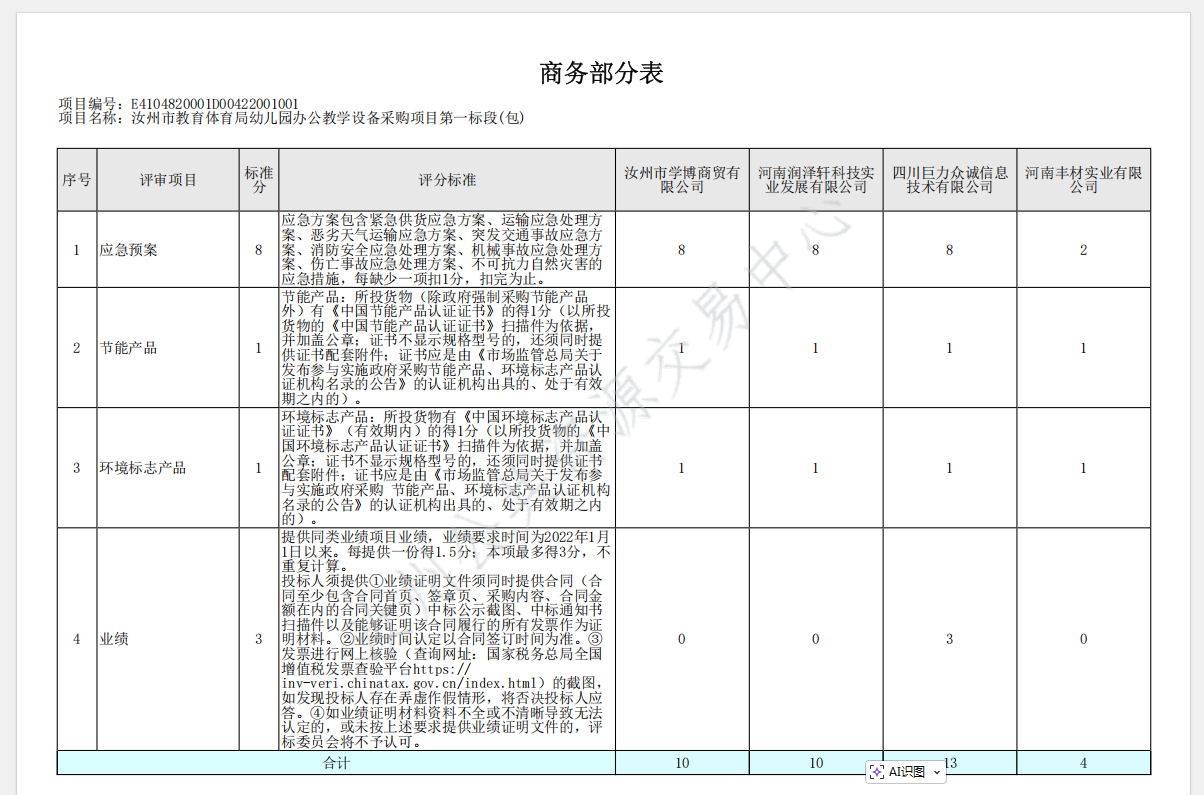 商务部分表
项目编号：E4104820001D00422001001
项目名称：汝州市教育体育局幼儿园办公教学设备采购项目第一标段(包)
序号
评审项目
标准
分
评分标准
汝州市学博商贸有
限公司
河南润泽轩科技实
业发展有限公司
四川巨力众诚信息
技术有限公司
河南丰材实业有限
公司
1
应急预案
8
应急方案包含紧急供货应急方案、运输应急处理方
案、恶劣天气运输应急方案、突发交通事故应急方
案、消防安全应急处理方案、机械事故应急处理方
案、伤亡事故应急处理方案、不可抗力自然灾害的
应急措施，每缺少一项扣1分，扣完为止。
8
8
8
2
2
节能产品
1
节能产品：所投货物（除政府强制采购节能产品
外）有《中国节能产品认证证书》的得1分（以所投
货物的《中国节能产品认证证书》扫描件为依据，
并加盖公章；证书不显示规格型号的，还须同时提
供证书配套附件；证书应是由《市场监管总局关于
发布参与实施政府采购节能产品、环境标志产品认
证机构名录的公告》的认证机构出具的、处于有效
期之内的）。
1
1
1
1
3
环境标志产品
1
环境标志产品：所投货物有《中国环境标志产品认
证证书》（有效期内）的得1分（以所投货物的《中
国环境标志产品认证证书》扫描件为依据，并加盖
公章；证书不显示规格型号的，还须同时提供证书
配套附件；证书应是由《市场监管总局关于发布参
与实施政府采购 节能产品、环境标志产品认证机构
名录的公告》的认证机构出具的、处于有效期之内
的）。
1
1
1
1
4
业绩
3
提供同类业绩项目业绩，业绩要求时间为2022年1月
1日以来。每提供一份得1.5分；本项最多得3分，不
重复计算。
投标人须提供①业绩证明文件须同时提供合同（合
同至少包含合同首页、签章页、采购内容、合同金
额在内的合同关键页）中标公示截图、中标通知书
扫描件以及能够证明该合同履行的所有发票作为证
明材料。②业绩时间认定以合同签订时间为准。③
发票进行网上核验（查询网址：国家税务总局全国
增值税发票查验平台https://
inv-veri.chinatax.gov.cn/index.html）的截图，
如发现投标人存在弄虚作假情形，将否决投标人应
答。④如业绩证明材料资料不全或不清晰导致无法
认定的，或未按上述要求提供业绩证明文件的，评
标委员会将不予认可。
0
0
3
0
合计
10
10
13
4
AI识图
汝州公共资源交易中心